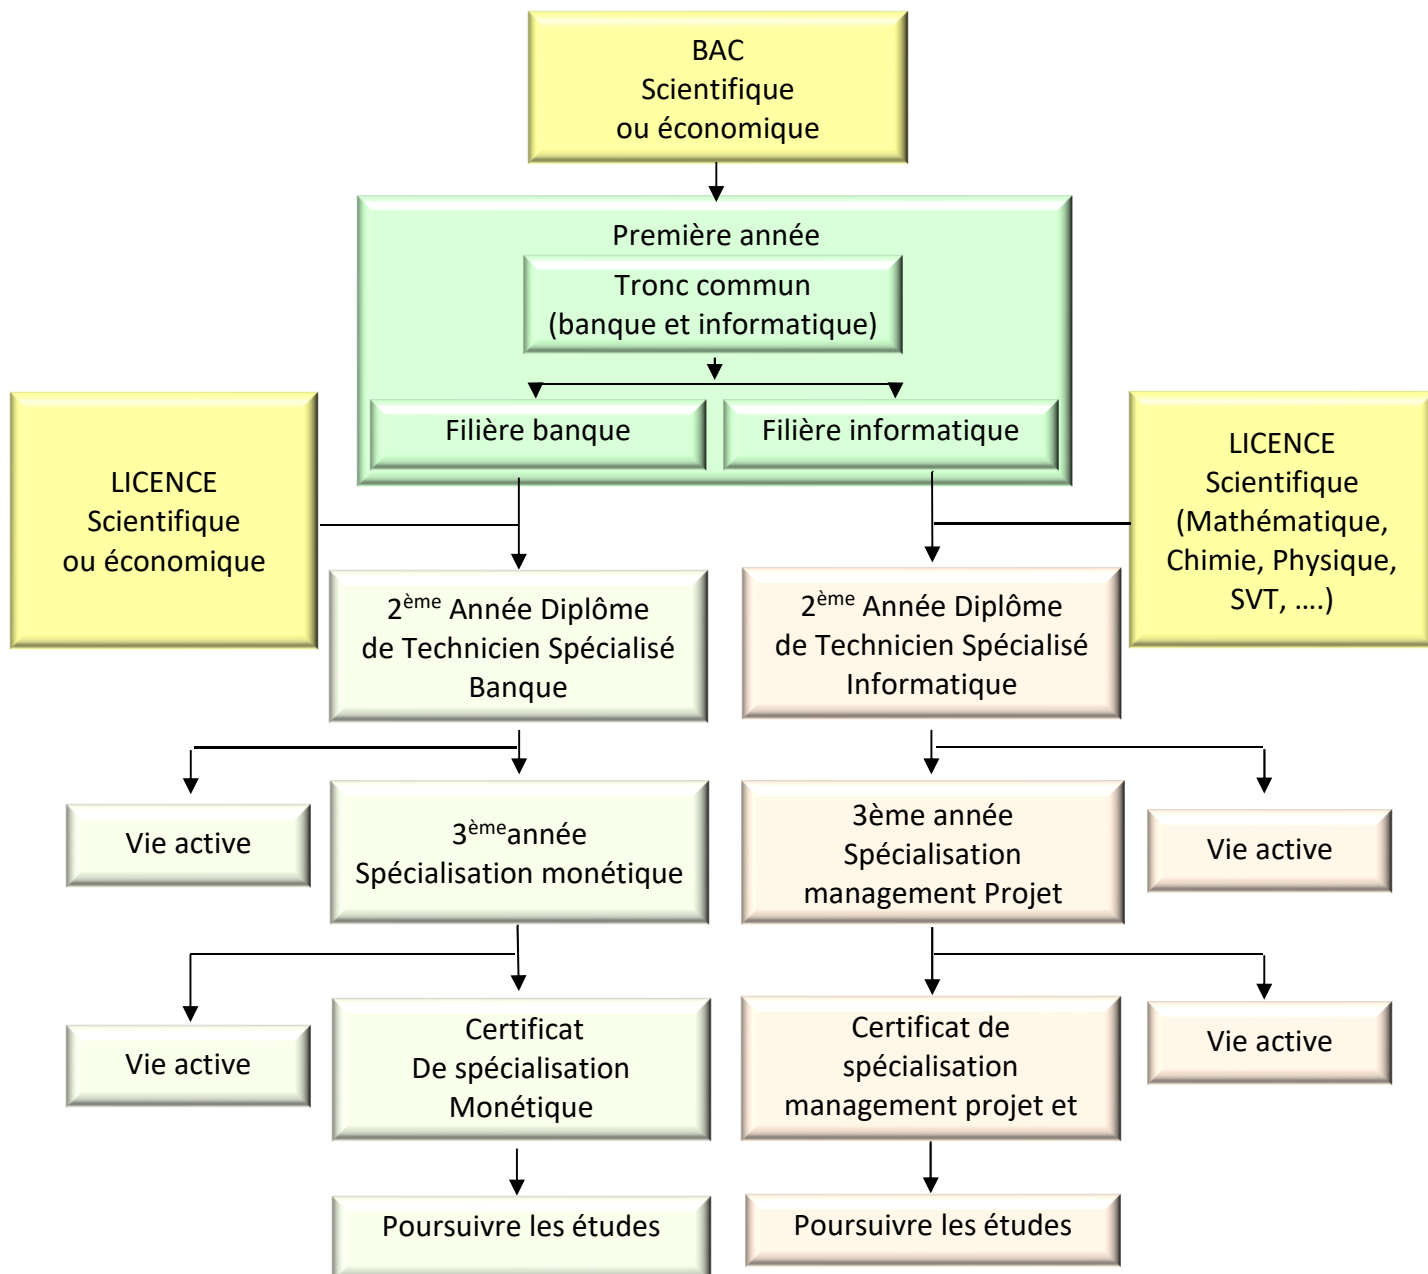 BAC
Scientifique
ou économique
Première année
Tronc commun
(banque et informatique)
Filière banque
Filière informatique
LICENCE
Scientifique
ou économique
LICENCE
Scientifique
(Mathématique,
Chimie, Physique,
SVT, ....)
2ème Année Diplôme
de Technicien Spécialisé
Banque
2ème Année Diplôme
de Technicien Spécialisé
Informatique
Vie active
3ème année
Spécialisation monétique
3ème année
Spécialisation
management Projet
Vie active
Vie active
Certificat
De spécialisation
Monétique
Certificat de
spécialisation
management projet et
Vie active
Poursuivre les études
Poursuivre les études